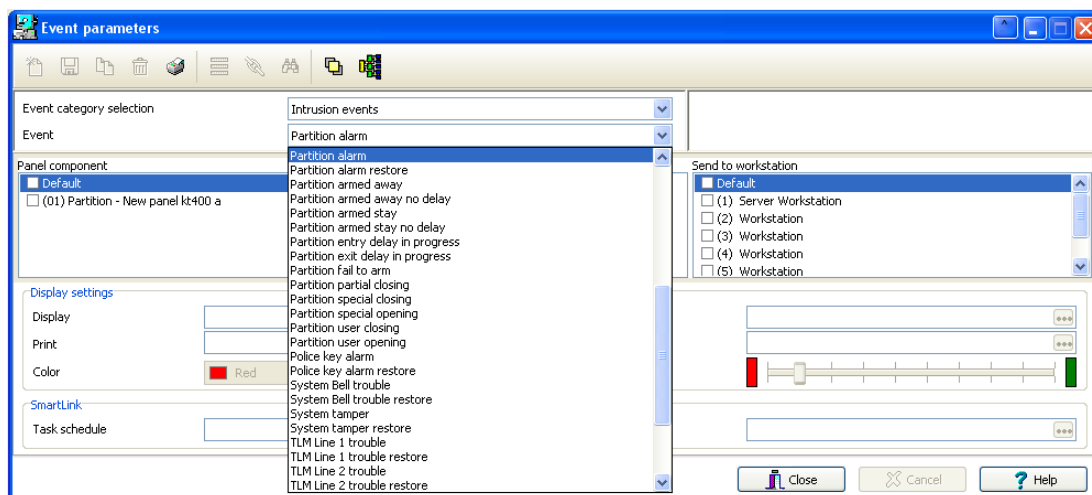 Event parameters
Event category selection
Intrusion events
Event
Partition alarm
Partition alarm
Partition alarm restore
Partition armed away
Partition armed away no delay
Partition armed stay
Partition armed stay no delay
Partition entry delay in progress
Partition exit delay in progress
Partition fail to arm
Partition partial closing
Partition special closing
Partition special opening
Partition user closing
Partition user opening
Police key alarm
Police key alarm restore
System Bell trouble
System Bell trouble restore
System tamper
System tamper restore
TLM Line 1 trouble
TLM Line 1 trouble restore
TLM Line 2 trouble
TLM Line 2 trouble restore
Panel component
Default
(01) Partition - New panel kt400 a
Send to workstation
Default
(1) Server Workstation
(2) Workstation
(3) Workstation
(4) Workstation
(5) Workstation
Display settings
Display
Print
Color
Red
SmartLink
Task schedule
Close
Cancel
Help